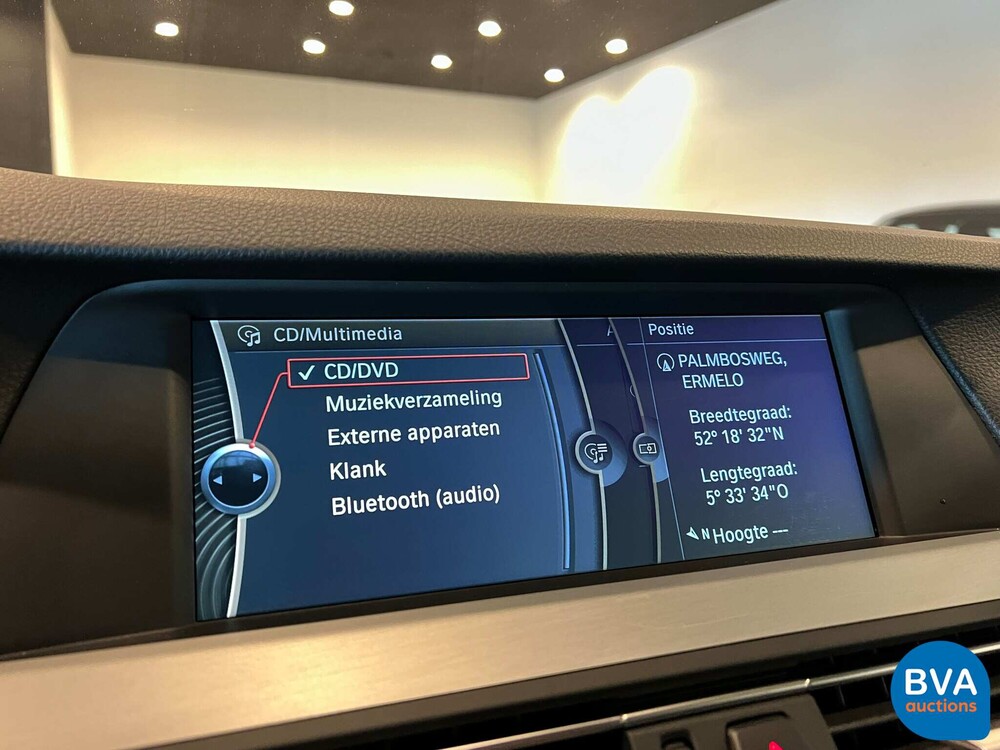 CD/Multimedia
✓ CD/DVD
Muziekverzameling
Externe apparaten
Klank
Bluetooth (audio)
Positie
PALMBOSWEG,
ERMELO
Breedtegraad:
52° 18' 32"N
Lengtegraad:
5° 33' 34"O
N Hoogte ---
BVA
auctions